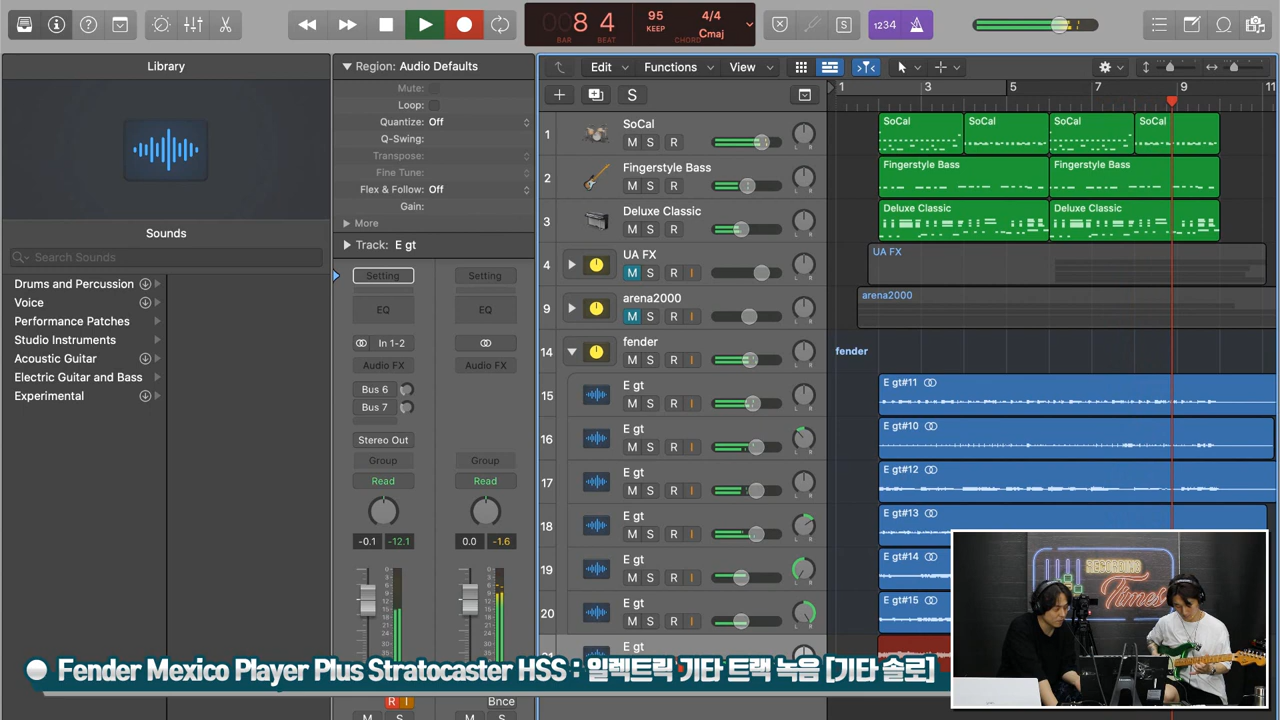 8 4
BAR BEAT
95
KEEP
4/4
Cmaj
CHORD
1234
Library
Region: Audio Defaults
Edit
Functions
View
Mute:
Loop:
Quantize: Off
Q-Swing:
Transpose:
Fine Tune:
Flex & Follow: Off
Gain:
More
Track: E gt
Sounds
Search Sounds
Drums and Percussion
Voice
Performance Patches
Studio Instruments
Acoustic Guitar
Electric Guitar and Bass
Experimental
Setting
Setting
EQ
EQ
In 1-2
Audio FX
Audio FX
Bus 6
Bus 7
Stereo Out
Group
Group
Read
Read
-0.1 -12.1
0.0 -1.6
R I
Bnce
M S
M
S
1 3 5 7 9 11
1 SoCal
M S R
2 Fingerstyle Bass
M S R
3 Deluxe Classic
M S R
4 UA FX
M S R I
9 arena2000
M S R I
14 fender
M S R I
15 E gt
M S R I
16 E gt
M S R I
17 E gt
M S R I
18 E gt
M S R I
19 E gt
M S R I
20 E gt
M S R I
E gt
SoCal SoCal SoCal SoCal
Fingerstyle Bass Fingerstyle Bass
Deluxe Classic Deluxe Classic
UA FX
arena2000
fender
E gt#11
E gt#10
E gt#12
E gt#13
E gt#14
E gt#15
RECORDING
Times
Fender Mexico Player Plus Stratocaster HSS : 일렉트릭 기타 트랙 녹음 [기타 솔로]